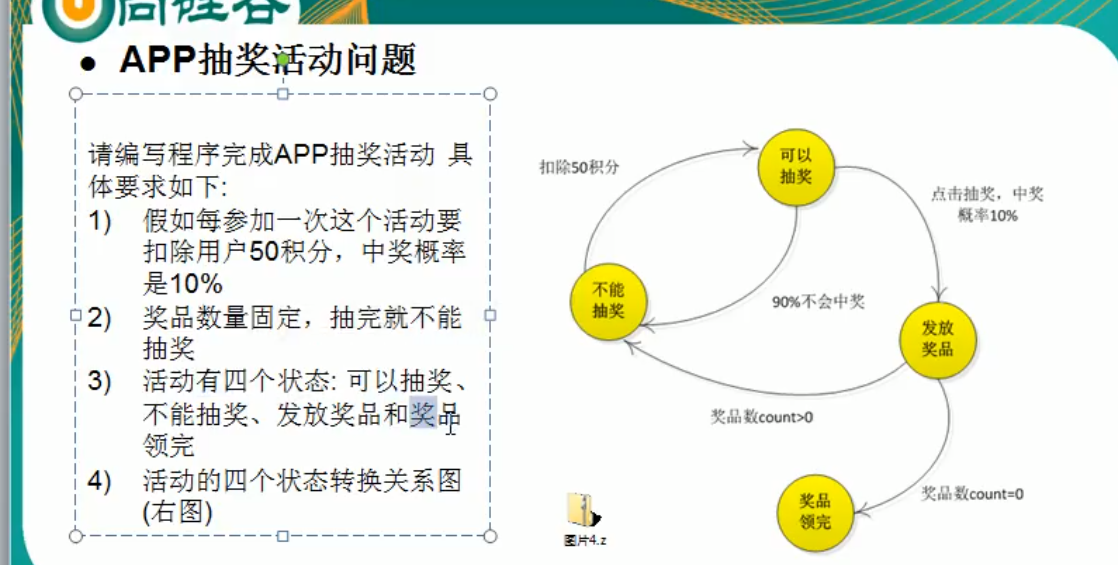 尚硅谷
● APP抽奖活动问题
请编写程序完成APP抽奖活动 具
体要求如下:
1) 假如每参加一次这个活动要
扣除用户50积分，中奖概率
是10%
2) 奖品数量固定，抽完就不能
抽奖
3) 活动有四个状态: 可以抽奖、
不能抽奖、发放奖品和奖品
领完
4) 活动的四个状态转换关系图
(右图)
扣除50积分
可以
抽奖
点击抽奖，中奖
概率10%
不能
抽奖
90%不会中奖
发放
奖品
奖品数count>0
奖品
领完
奖品数count=0
图片4.z